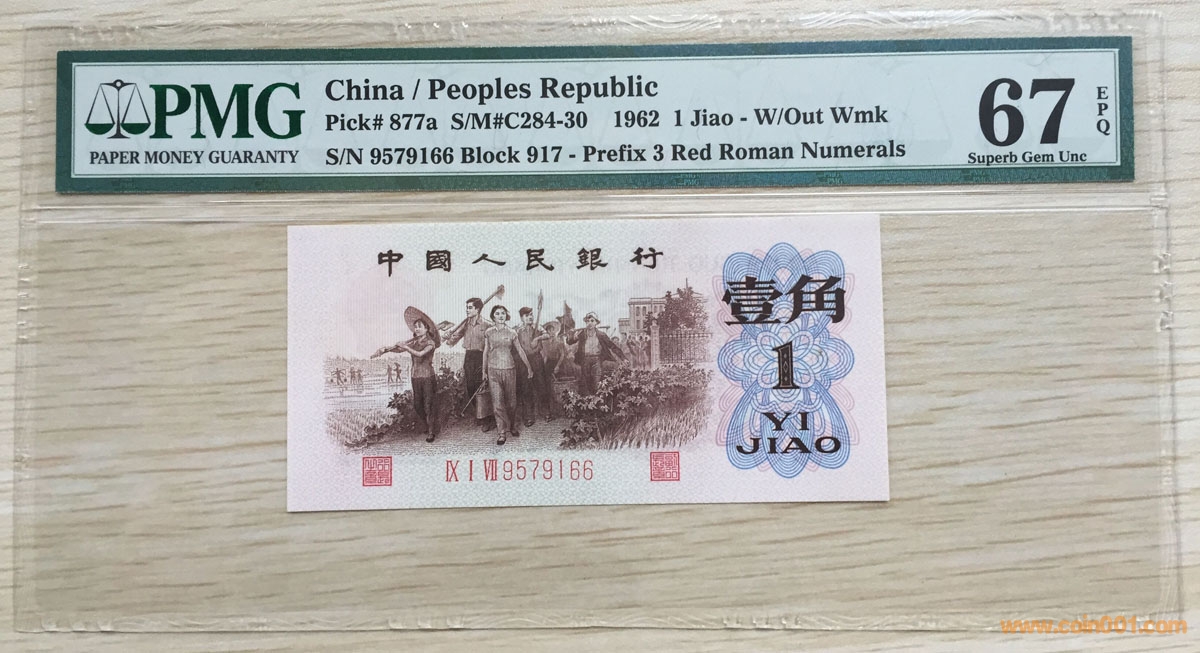 PMG
PAPER MONEY GUARANTY
China / Peoples Republic
Pick# 877a S/M#C284-30 1962 1 Jiao - W/Out Wmk
S/N 9579166 Block 917 - Prefix 3 Red Roman Numerals
67
Superb Gem Unc
EPQ
中國人民銀行
壹角
1
YI
JIAO
IX I VII 9579166
www.coin001.com